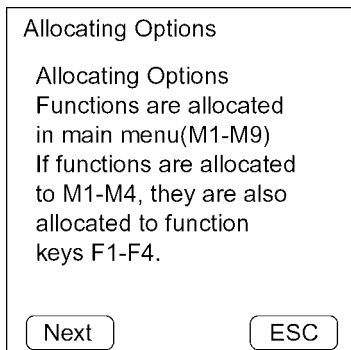 Allocating Options
Allocating Options
Functions are allocated
in main menu(M1-M9)
If functions are allocated
to M1-M4, they are also
allocated to function
keys F1-F4.
Next ESC